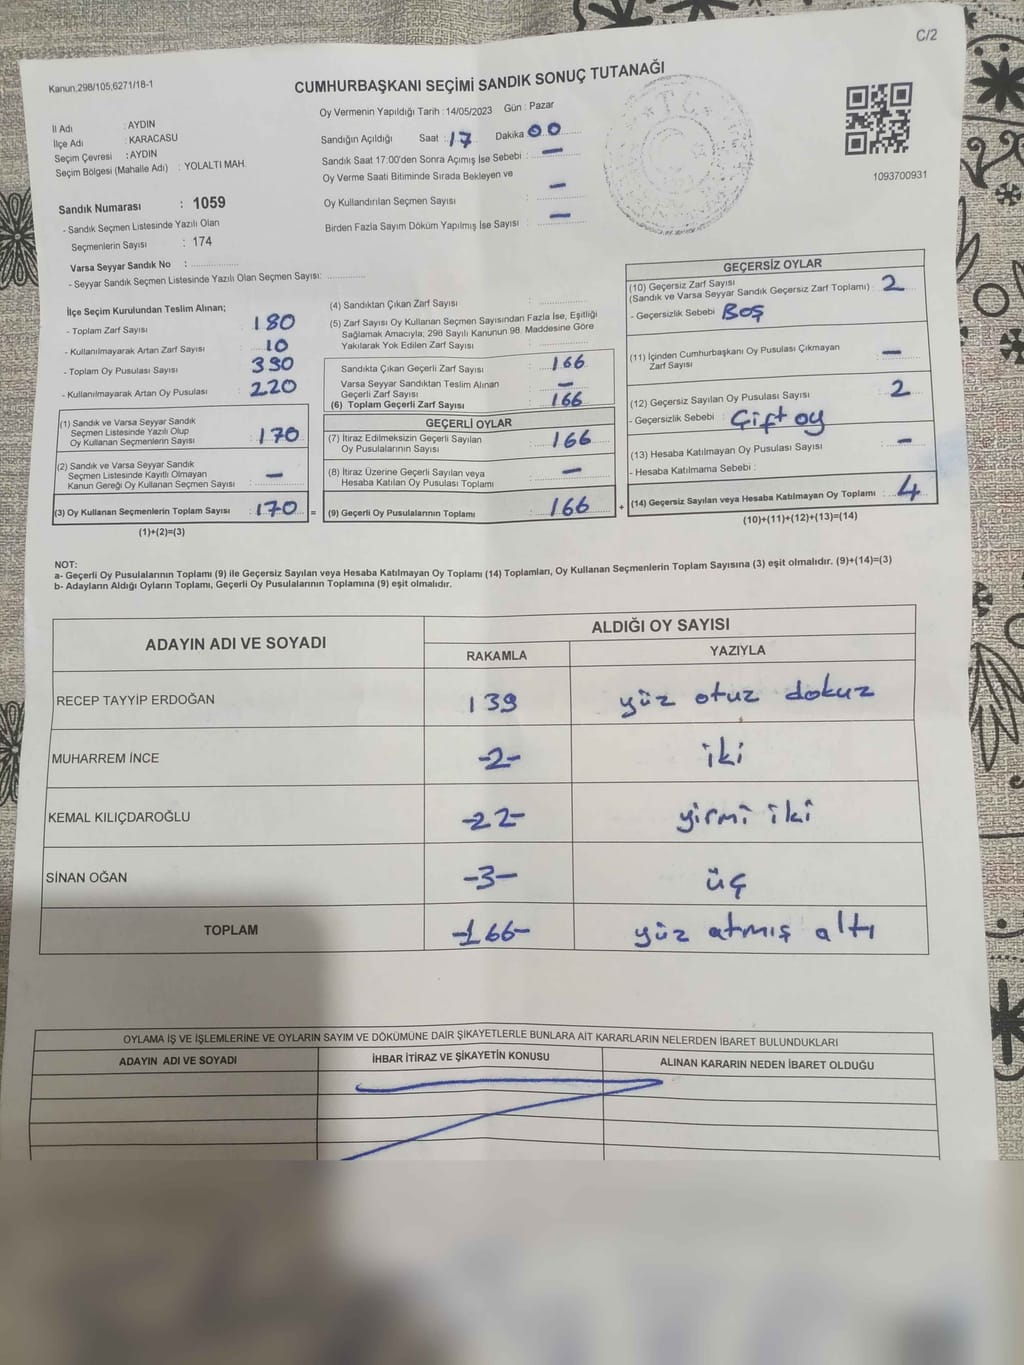 C/2
Kanun,298/105,6271/18-1
CUMHURBAŞKANI SEÇİMİ SANDIK SONUÇ TUTANAĞI
Oy Vermenin Yapıldığı Tarih : 14/05/2023 Gün : Pazar
İl Adı : AYDIN
İlçe Adı : KARACASU
Seçim Çevresi : AYDIN
Seçim Bölgesi (Mahalle Adı) : YOLALTI MAH.
Sandığın Açıldığı Saat : 17 Dakika 00
Sandık Saat 17:00'den Sonra Açımış İse Sebebi : —
Oy Verme Saati Bitiminde Sırada Bekleyen ve
Oy Kullandırılan Seçmen Sayısı : —
Birden Fazla Sayım Döküm Yapılmış İse Sayısı : —
1093700931
Sandık Numarası : 1059
- Sandık Seçmen Listesinde Yazılı Olan
Seçmenlerin Sayısı : 174
Varsa Seyyar Sandık No :
- Seyyar Sandık Seçmen Listesinde Yazılı Olan Seçmen Sayısı:
İlçe Seçim Kurulundan Teslim Alınan;
- Toplam Zarf Sayısı 180
- Kullanılmayarak Artan Zarf Sayısı 10
- Toplam Oy Pusulası Sayısı 390
- Kullanılmayarak Artan Oy Pusulası 220
(1) Sandık ve Varsa Seyyar Sandık
Seçmen Listesinde Yazılı Olup
Oy Kullanan Seçmenlerin Sayısı : 170
(2) Sandık ve Varsa Seyyar Sandık
Seçmen Listesinde Kayıtlı Olmayan
Kanun Gereği Oy Kullanan Seçmen Sayısı : —
(3) Oy Kullanan Seçmenlerin Toplam Sayısı : 170 =
(1)+(2)=(3)
(4) Sandıktan Çıkan Zarf Sayısı :
(5) Zarf Sayısı Oy Kullanan Seçmen Sayısından Fazla İse, Eşitliği
Sağlamak Amacıyla; 298 Sayılı Kanunun 98. Maddesine Göre
Yakılarak Yok Edilen Zarf Sayısı :
Sandıkta Çıkan Geçerli Zarf Sayısı : 166
Varsa Seyyar Sandıktan Teslim Alınan
Geçerli Zarf Sayısı : —
(6) Toplam Geçerli Zarf Sayısı : 166
GEÇERLİ OYLAR
(7) İtiraz Edilmeksizin Geçerli Sayılan
Oy Pusulalarının Sayısı : 166
(8) İtiraz Üzerine Geçerli Sayılan veya
Hesaba Katılan Oy Pusulası Toplamı : —
(9) Geçerli Oy Pusulalarının Toplamı : 166 +
GEÇERSİZ OYLAR
(10) Geçersiz Zarf Sayısı
(Sandık ve Varsa Seyyar Sandık Geçersiz Zarf Toplamı) : 2
- Geçersizlik Sebebi : Boş
(11) İçinden Cumhurbaşkanı Oy Pusulası Çıkmayan
Zarf Sayısı : —
(12) Geçersiz Sayılan Oy Pusulası Sayısı : 2
- Geçersizlik Sebebi : Çift oy
(13) Hesaba Katılmayan Oy Pusulası Sayısı : —
- Hesaba Katılmama Sebebi :
(14) Geçersiz Sayılan veya Hesaba Katılmayan Oy Toplamı : 4
(10)+(11)+(12)+(13)=(14)
NOT:
a- Geçerli Oy Pusulalarının Toplamı (9) ile Geçersiz Sayılan veya Hesaba Katılmayan Oy Toplamı (14) Toplamları, Oy Kullanan Seçmenlerin Toplam Sayısına (3) eşit olmalıdır. (9)+(14)=(3)
b- Adayların Aldığı Oyların Toplamı, Geçerli Oy Pusulalarının Toplamına (9) eşit olmalıdır.
ADAYIN ADI VE SOYADI ALDIĞI OY SAYISI
RAKAMLA YAZIYLA
RECEP TAYYİP ERDOĞAN 139 yüz otuz dokuz
MUHARREM İNCE -2- iki
KEMAL KILIÇDAROĞLU -22- yirmi iki
SİNAN OĞAN -3- üç
TOPLAM -166- yüz atmış altı
OYLAMA İŞ VE İŞLEMLERİNE VE OYLARIN SAYIM VE DÖKÜMÜNE DAİR ŞİKAYETLERLE BUNLARA AİT KARARLARIN NELERDEN İBARET BULUNDUKLARI
ADAYIN ADI VE SOYADI İHBAR İTİRAZ VE ŞİKAYETİN KONUSU ALINAN KARARIN NEDEN İBARET OLDUĞU